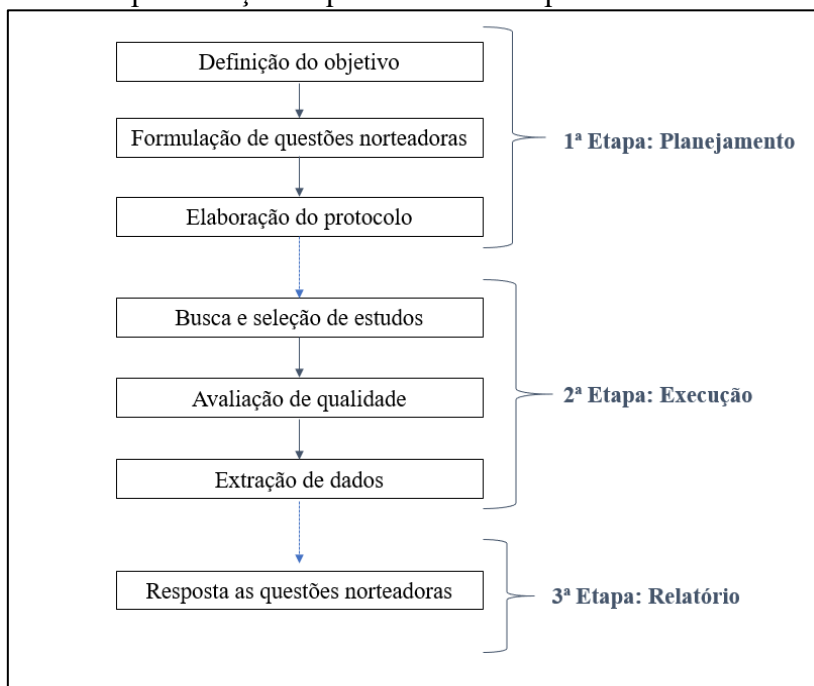 Definição do objetivo
Formulação de questões norteadoras
1ª Etapa: Planejamento
Elaboração do protocolo
Busca e seleção de estudos
Avaliação de qualidade
2ª Etapa: Execução
Extração de dados
Resposta as questões norteadoras
3ª Etapa: Relatório